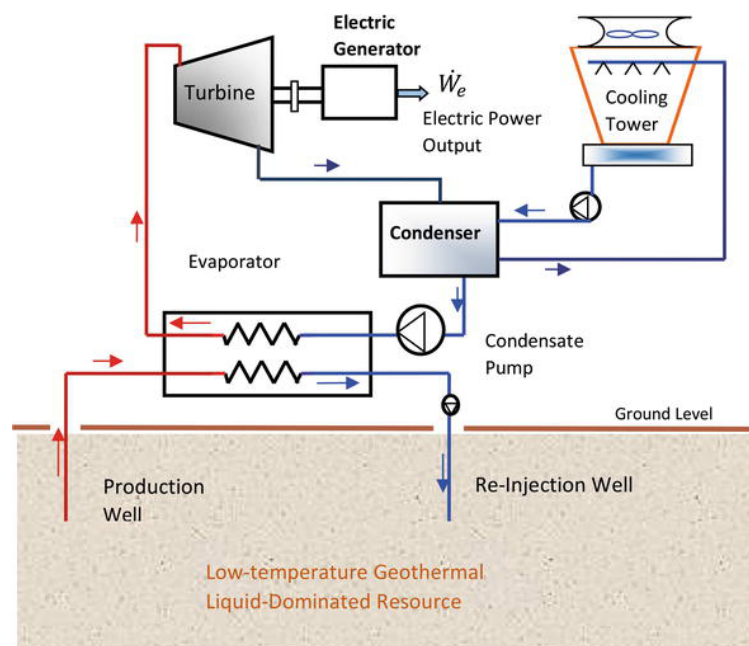 Electric
Generator
Turbine
Ẇₑ
Electric Power
Output
Cooling
Tower
Condenser
Evaporator
Condensate
Pump
Ground Level
Production
Well
Re-Injection Well
Low-temperature Geothermal
Liquid-Dominated Resource